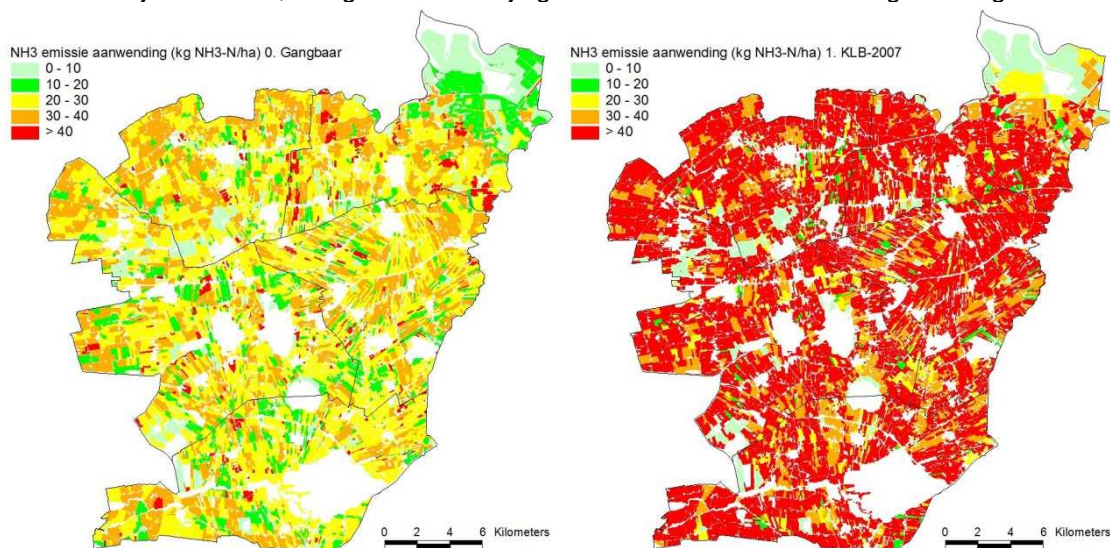 NH3 emissie aanwending (kg NH3-N/ha) 0. Gangbaar
0 - 10
10 - 20
20 - 30
30 - 40
> 40
0 2 4 6 Kilometers
NH3 emissie aanwending (kg NH3-N/ha) 1. KLB-2007
0 - 10
10 - 20
20 - 30
30 - 40
> 40
0 2 4 6 Kilometers